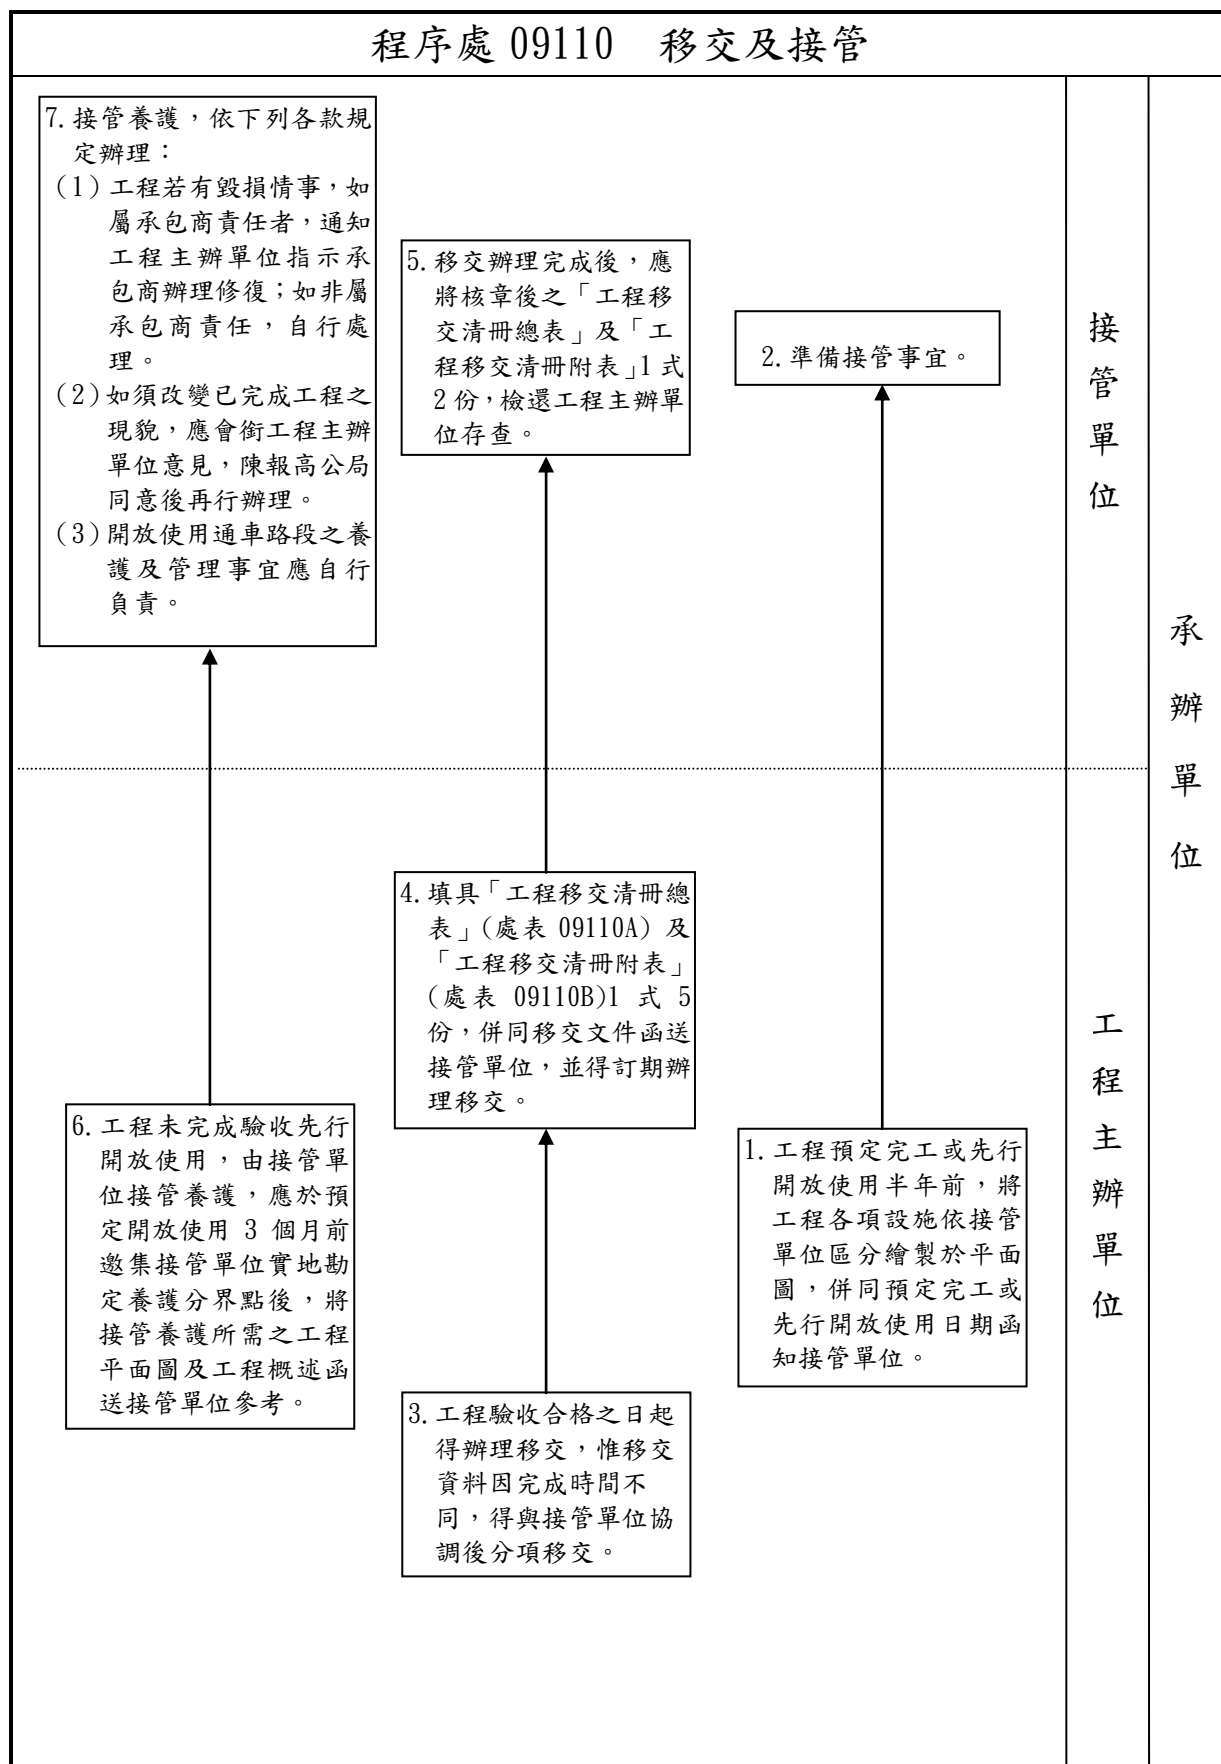 程序處 09110　移交及接管
7. 接管養護，依下列各款規
定辦理：
（1）工程若有毀損情事，如
屬承包商責任者，通知
工程主辦單位指示承
包商辦理修復；如非屬
承包商責任，自行處
理。
（2）如須改變已完成工程之
現貌，應會銜工程主辦
單位意見，陳報高公局
同意後再行辦理。
（3）開放使用通車路段之養
護及管理事宜應自行
負責。
5. 移交辦理完成後，應
將核章後之「工程移
交清冊總表」及「工
程移交清冊附表」1 式
2 份，檢還工程主辦單
位存查。
2. 準備接管事宜。
接管單位
承辦單位
4. 填具「工程移交清冊總
表」(處表 09110A) 及
「工程移交清冊附表」
(處表 09110B)1 式 5
份，併同移交文件函送
接管單位，並得訂期辦
理移交。
6. 工程未完成驗收先行
開放使用，由接管單
位接管養護，應於預
定開放使用 3 個月前
邀集接管單位實地勘
定養護分界點後，將
接管養護所需之工程
平面圖及工程概述函
送接管單位參考。
1. 工程預定完工或先行
開放使用半年前，將
工程各項設施依接管
單位區分繪製於平面
圖，併同預定完工或
先行開放使用日期函
知接管單位。
3. 工程驗收合格之日起
得辦理移交，惟移交
資料因完成時間不
同，得與接管單位協
調後分項移交。
工程主辦單位